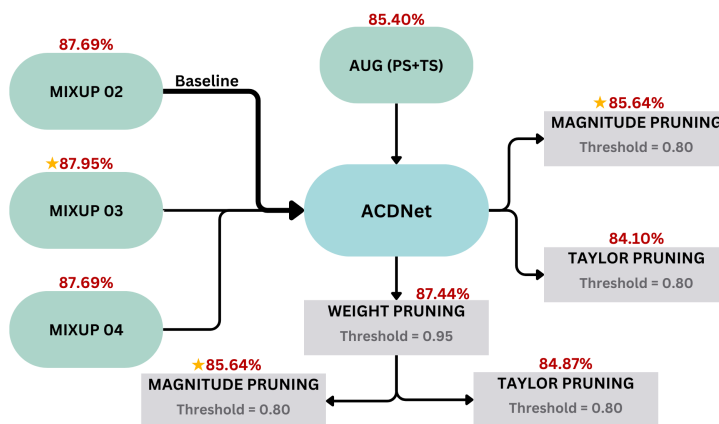 85.40%
AUG (PS+TS)
87.69%
MIXUP 02
Baseline
85.64%
MAGNITUDE PRUNING
Threshold = 0.80
87.95%
MIXUP 03
ACDNet
84.10%
TAYLOR PRUNING
Threshold = 0.80
87.69%
MIXUP 04
87.44%
WEIGHT PRUNING
Threshold = 0.95
85.64%
MAGNITUDE PRUNING
Threshold = 0.80
84.87%
TAYLOR PRUNING
Threshold = 0.80